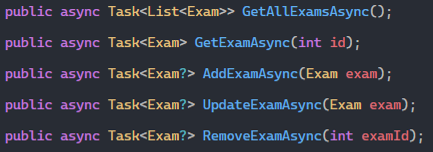 public async Task<List<Exam>> GetAllExamsAsync();
public async Task<Exam> GetExamAsync(int id);
public async Task<Exam?> AddExamAsync(Exam exam);
public async Task<Exam?> UpdateExamAsync(Exam exam);
public async Task<Exam?> RemoveExamAsync(int examId);